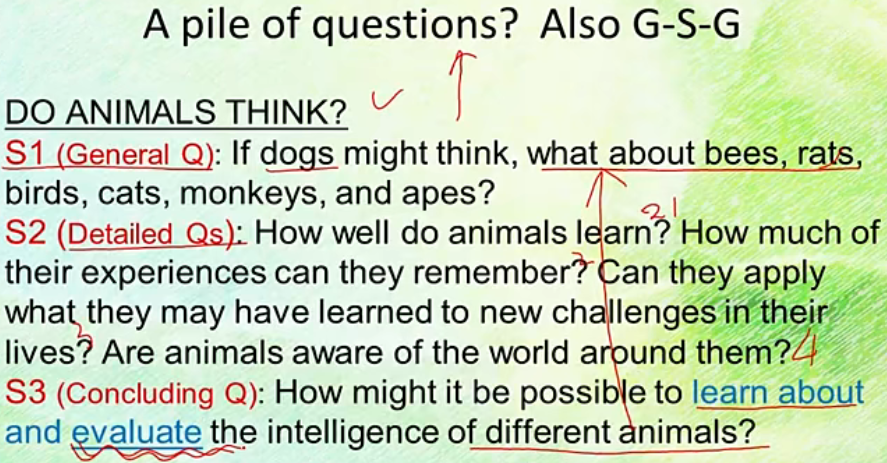 A pile of questions? Also G-S-G
DO ANIMALS THINK?
S1 (General Q): If dogs might think, what about bees, rats,
birds, cats, monkeys, and apes?
S2 (Detailed Qs): How well do animals learn? How much of
their experiences can they remember? Can they apply
what they may have learned to new challenges in their
lives? Are animals aware of the world around them? 4
S3 (Concluding Q): How might it be possible to learn about
and evaluate the intelligence of different animals?